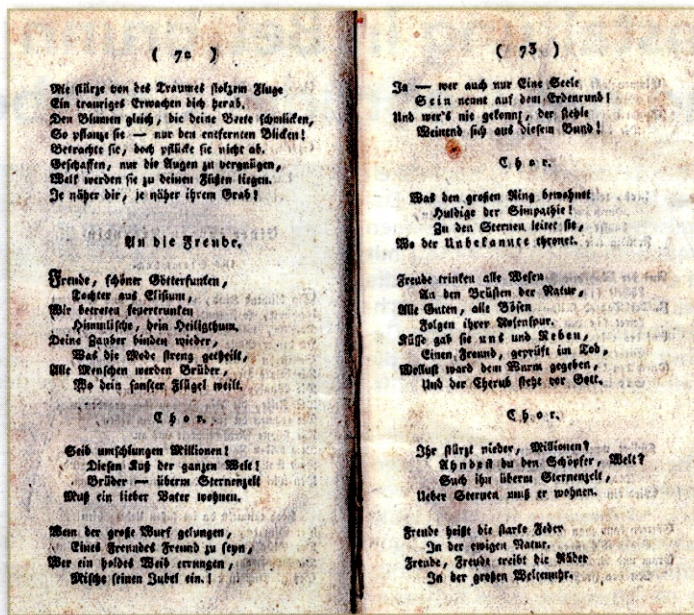 ( 72 )
Nie stürze von des Traumes stolzem Fluge
Ein trauriges Erwachen dich herab.
Den Blumen gleich, die deine Beete schmücken,
So pflanze sie — nur den entfernten Blicken!
Betrachte sie, doch pflücke sie nicht ab.
Geschaffen, nur die Augen zu vergnügen,
Welk werden sie zu deinen Füßen liegen.
Je näher dir, je näher ihrem Grab!
An die Freude.
Freude, schöner Götterfunken,
Tochter aus Elisium,
Wir betreten feuertrunken
Himmlische, dein Heiligthum.
Deine Zauber binden wieder,
Was die Mode streng getheilt,
Alle Menschen werden Brüder,
Wo dein sanfter Flügel weilt.
Chor.
Seid umschlungen Millionen!
Diesen Kuß der ganzen Welt!
Brüder — überm Sternenzelt
Muß ein lieber Vater wohnen.
Wem der große Wurf gelungen,
Eines Freundes Freund zu seyn,
Wer ein holdes Weib errungen,
Mische seinen Jubel ein!
( 73 )
Ja — wer auch nur Eine Seele
Sein nennt auf dem Erdenrund!
Und wer's nie gekonnt, der stehle
Weinend sich aus diesem Bund!
Chor.
Was den großen Ring bewohnet
Huldige der Simpathie!
Zu den Sternen leitet sie,
Wo der Unbekannte thronet.
Freude trinken alle Wesen
An den Brüsten der Natur,
Alle Guten, alle Bösen
Folgen ihrer Rosenspur.
Küsse gab sie uns und Reben,
Einen Freund, geprüft im Tod,
Wollust ward dem Wurm gegeben,
Und der Cherub steht vor Gott.
Chor.
Ihr stürzt nieder, Millionen?
Ahndest du den Schöpfer, Welt?
Such ihn überm Sternenzelt,
Ueber Sternen muß er wohnen.
Freude heißt die starke Feder
In der ewigen Natur.
Freude, Freude treibt die Räder
In der großen Weltenuhr.